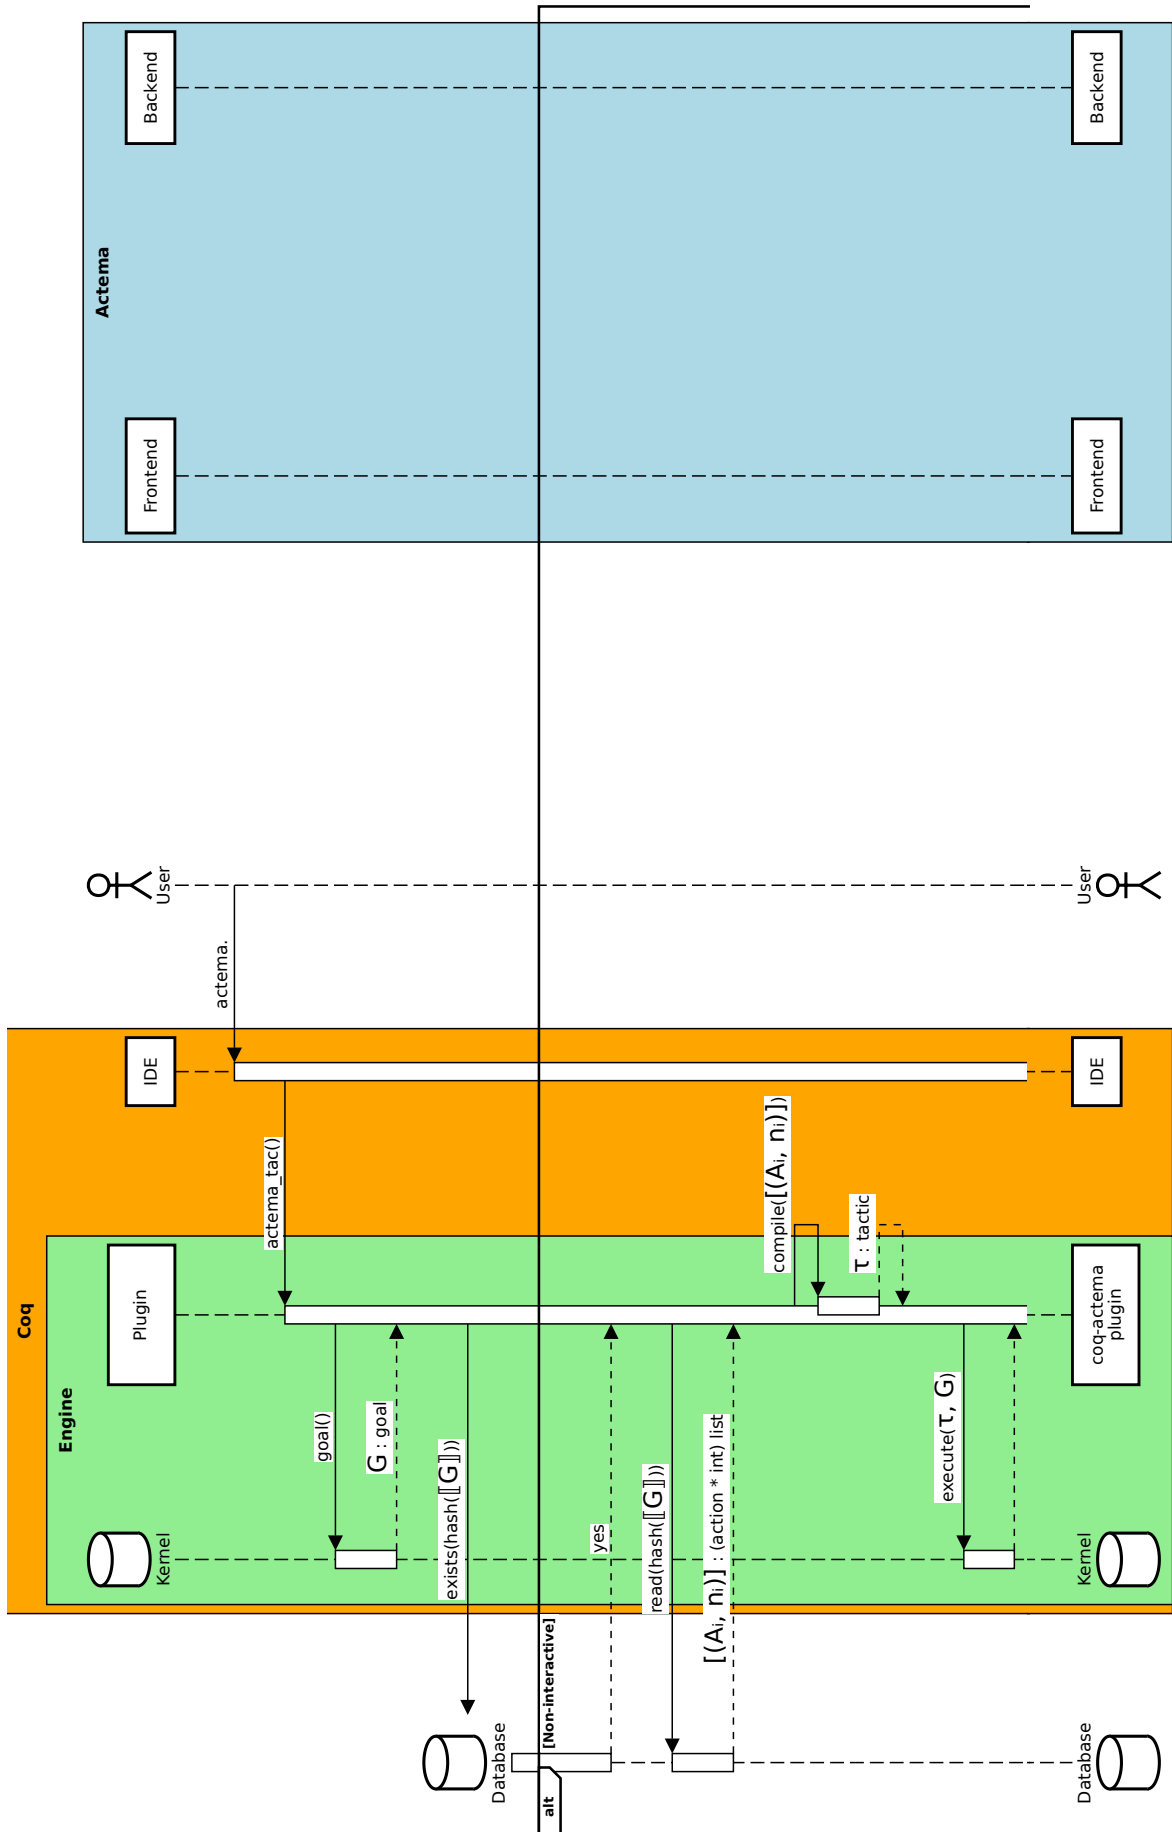 Coq
Engine
Actema
Database
Kernel
Plugin
IDE
User
Frontend
Backend
actema.
actema_tac()
goal()
G : goal
exists(hash(⟦G⟧))
alt
[Non-interactive]
yes
read(hash(⟦G⟧))
[(Aᵢ, nᵢ)] : (action * int) list
compile([(Aᵢ, nᵢ)])
τ : tactic
execute(τ, G)
Database
Kernel
coq-actema
plugin
IDE
User
Frontend
Backend